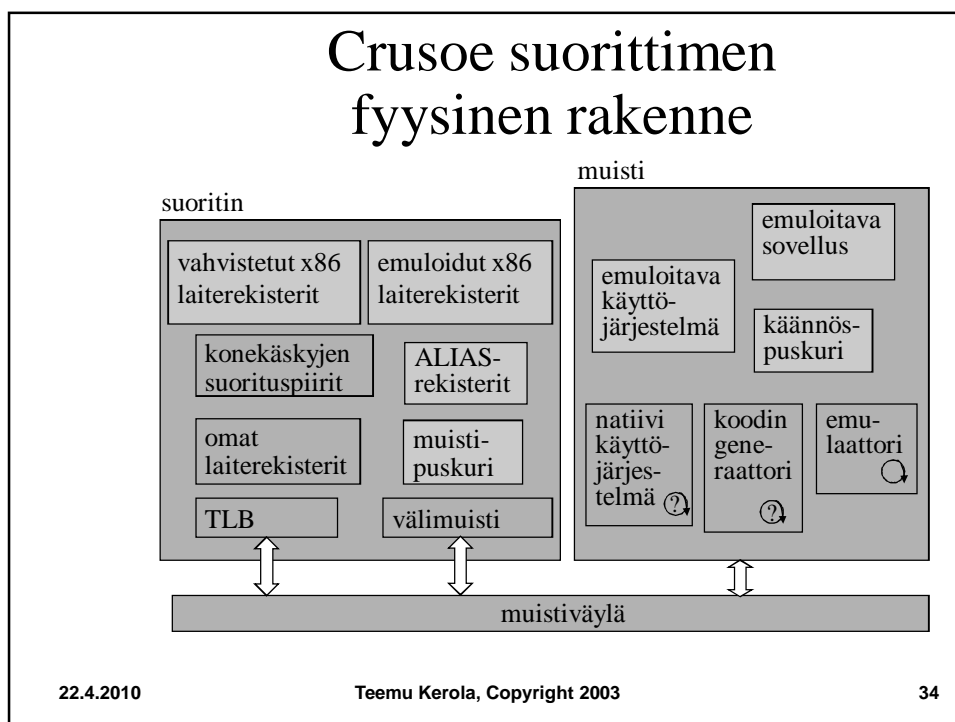 Crusoe suorittimen
fyysinen rakenne
suoritin
vahvistetut x86
laiterekisterit
emuloidut x86
laiterekisterit
konekäskyjen
suorituspiirit
ALIAS-
rekisterit
omat
laiterekisterit
muisti-
puskuri
TLB
välimuisti
muisti
emuloitava
sovellus
emuloitava
käyttö-
järjestelmä
käännös-
puskuri
natiivi
käyttö-
järjes-
telmä
?
koodin
gene-
raattori
?
emu-
laattori
muistiväylä
22.4.2010
Teemu Kerola, Copyright 2003
34